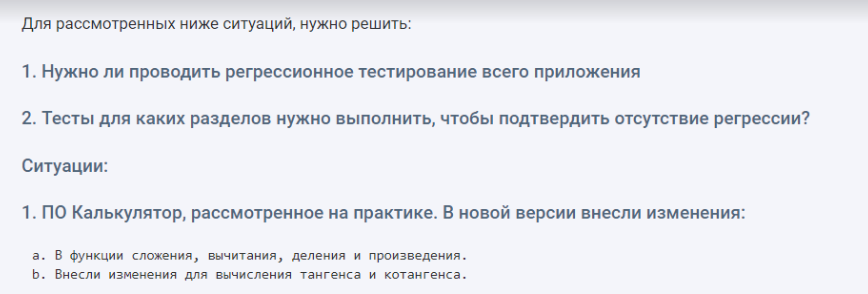 Для рассмотренных ниже ситуаций, нужно решить:
1. Нужно ли проводить регрессионное тестирование всего приложения
2. Тесты для каких разделов нужно выполнить, чтобы подтвердить отсутствие регрессии?
Ситуации:
1. ПО Калькулятор, рассмотренное на практике. В новой версии внесли изменения:
a. В функции сложения, вычитания, деления и произведения.
b. Внесли изменения для вычисления тангенса и котангенса.